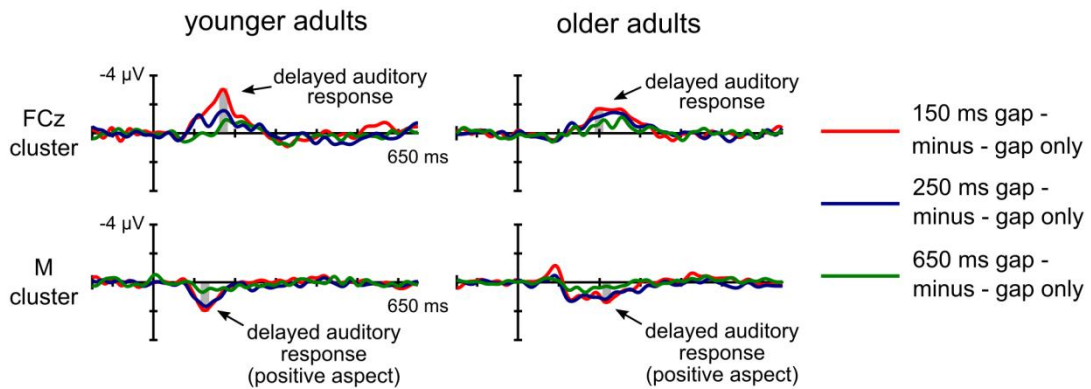 younger adults
older adults
-4 µV
delayed auditory
response
delayed auditory
response
FCz
cluster
650 ms
150 ms gap -
minus - gap only
250 ms gap -
minus - gap only
650 ms gap -
minus - gap only
-4 µV
M
cluster
650 ms
delayed auditory
response
(positive aspect)
delayed auditory
response
(positive aspect)